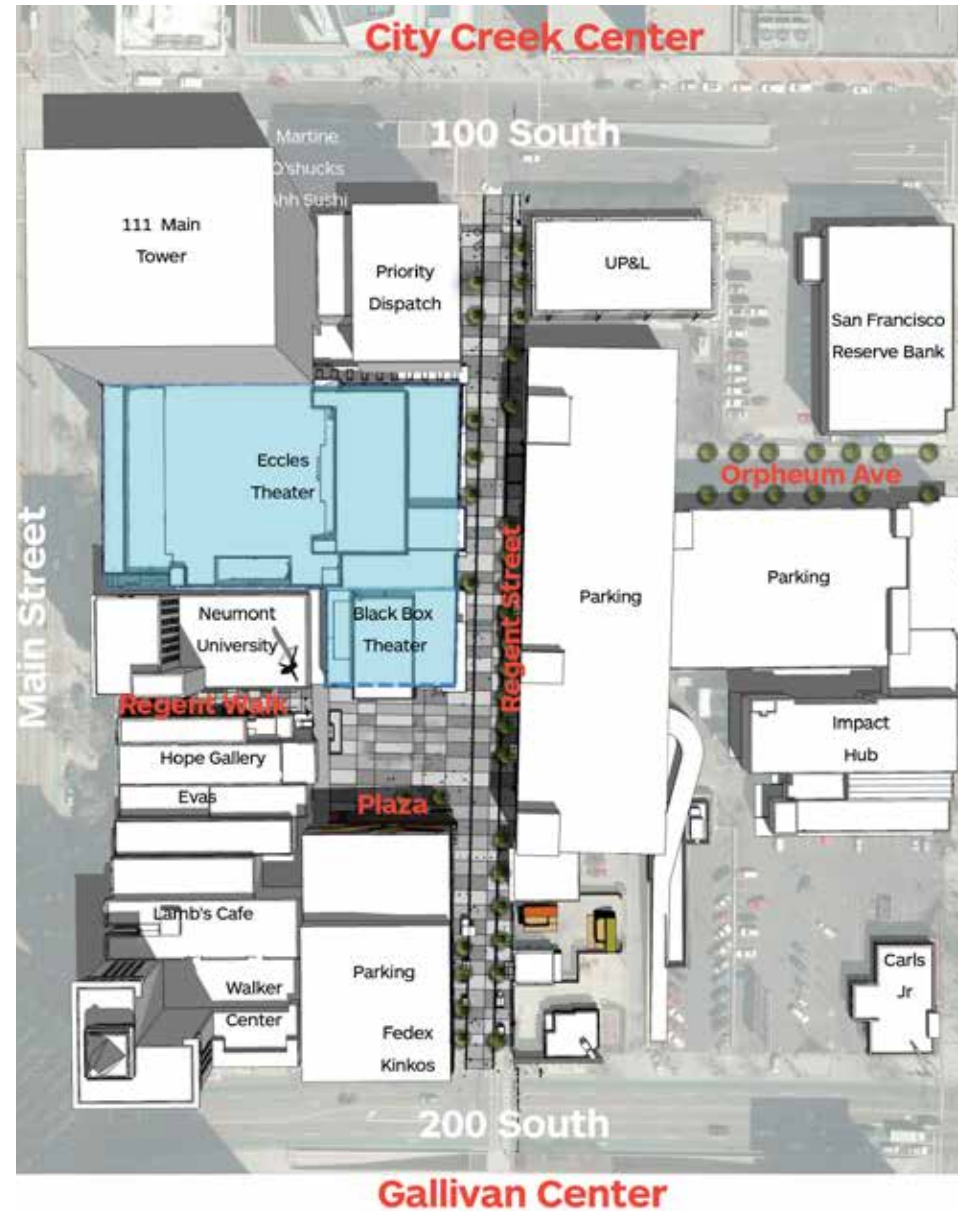 City Creek Center
100 South
Martine
O'shucks
Ahh Sushi
111 Main
Tower
Priority
Dispatch
UP&L
San Francisco
Reserve Bank
Eccles
Theater
Orpheum Ave
Main Street
Regent Street
Parking
Parking
Neumont
University
Black Box
Theater
Regent Walk
Impact
Hub
Hope Gallery
Evas
Plaza
Lamb's Cafe
Walker
Center
Parking
Fedex
Kinkos
Carls
Jr
200 South
Gallivan Center